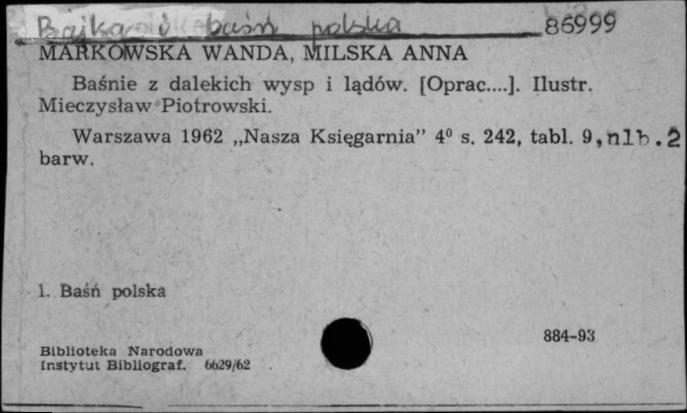 Bajka i baśń polska 86999
MARKOWSKA WANDA, MILSKA ANNA
Baśnie z dalekich wysp i lądów. [Oprac....]. Ilustr.
Mieczysław Piotrowski.
Warszawa 1962 „Nasza Księgarnia” 4⁰ s. 242, tabl. 9, nlb. 2
barw.
1. Baśń polska
884-93
Biblioteka Narodowa
Instytut Bibliograf. 6629/62